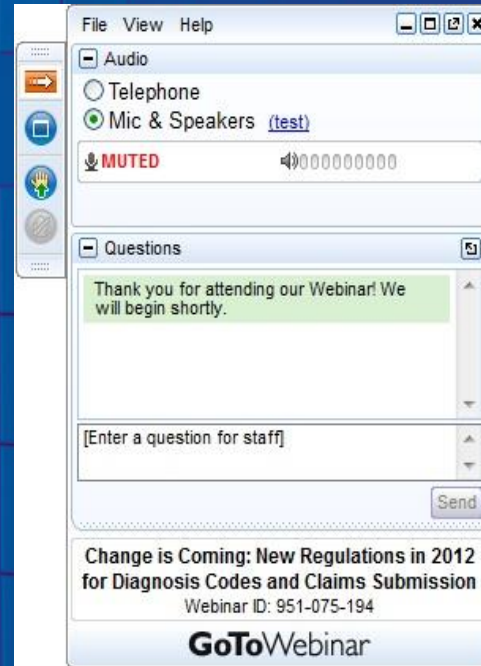 File View Help
Audio
Telephone
Mic & Speakers (test)
MUTED 000000000
Questions
Thank you for attending our Webinar! We
will begin shortly.
[Enter a question for staff]
Send
Change is Coming: New Regulations in 2012
for Diagnosis Codes and Claims Submission
Webinar ID: 951-075-194
GoToWebinar